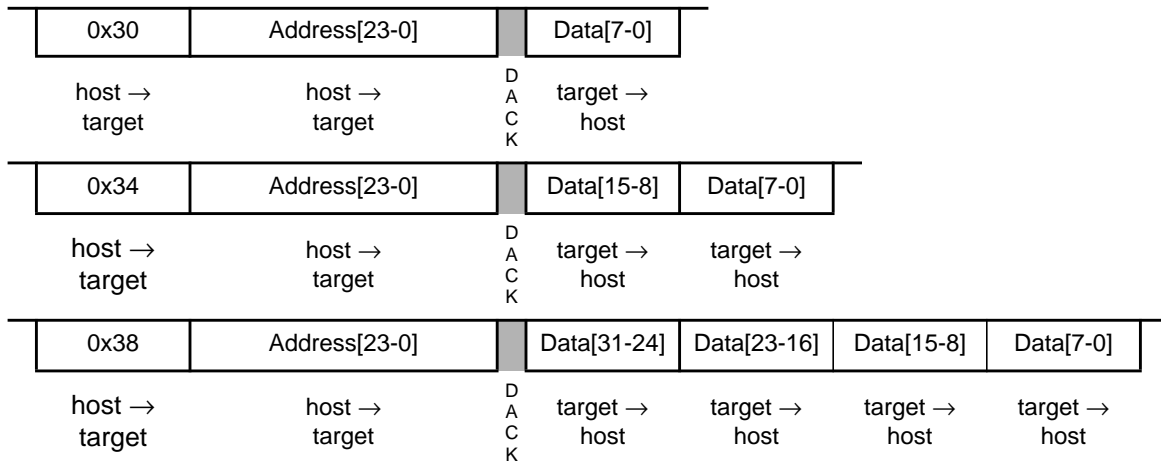 0x30 Address[23-0] Data[7-0]
host → target host → target D A C K target → host
0x34 Address[23-0] Data[15-8] Data[7-0]
host → target host → target D A C K target → host target → host
0x38 Address[23-0] Data[31-24] Data[23-16] Data[15-8] Data[7-0]
host → target host → target D A C K target → host target → host target → host target → host